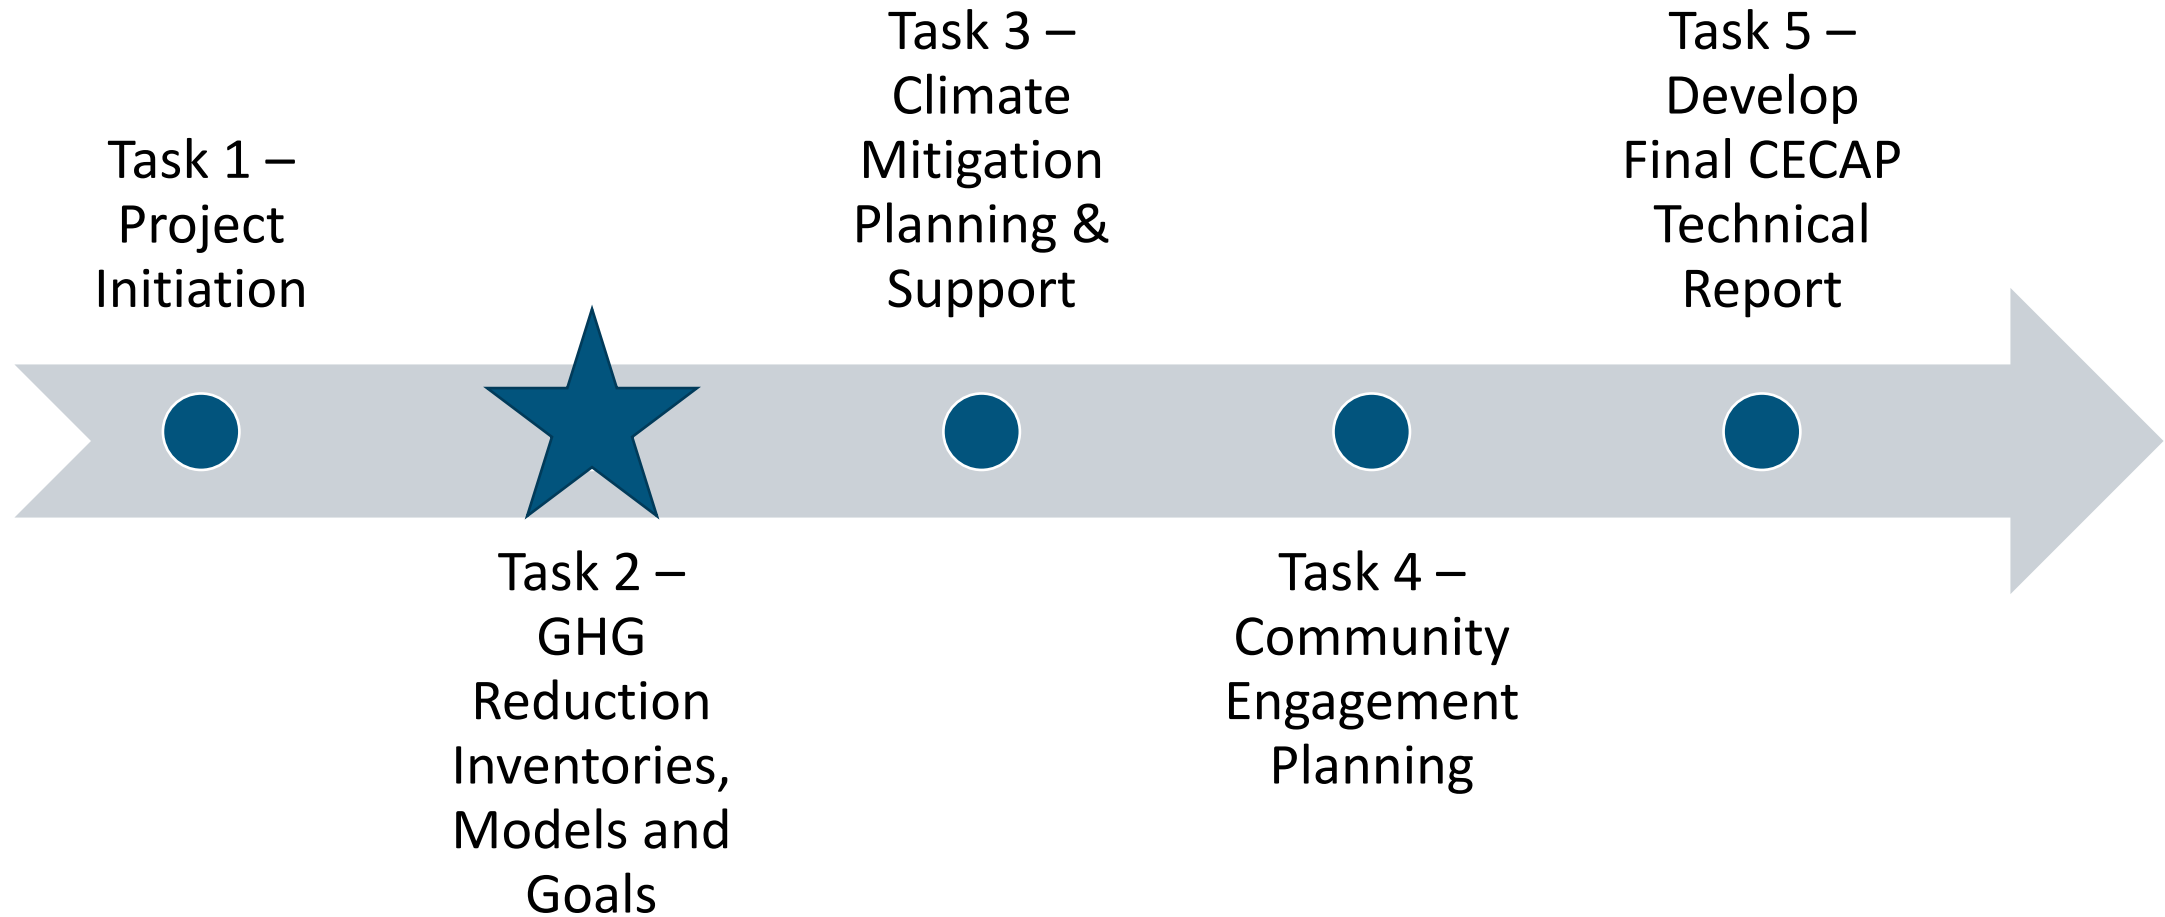 Task 1 –
Project
Initiation
Task 2 –
GHG
Reduction
Inventories,
Models and
Goals
Task 3 –
Climate
Mitigation
Planning &
Support
Task 4 –
Community
Engagement
Planning
Task 5 –
Develop
Final CECAP
Technical
Report